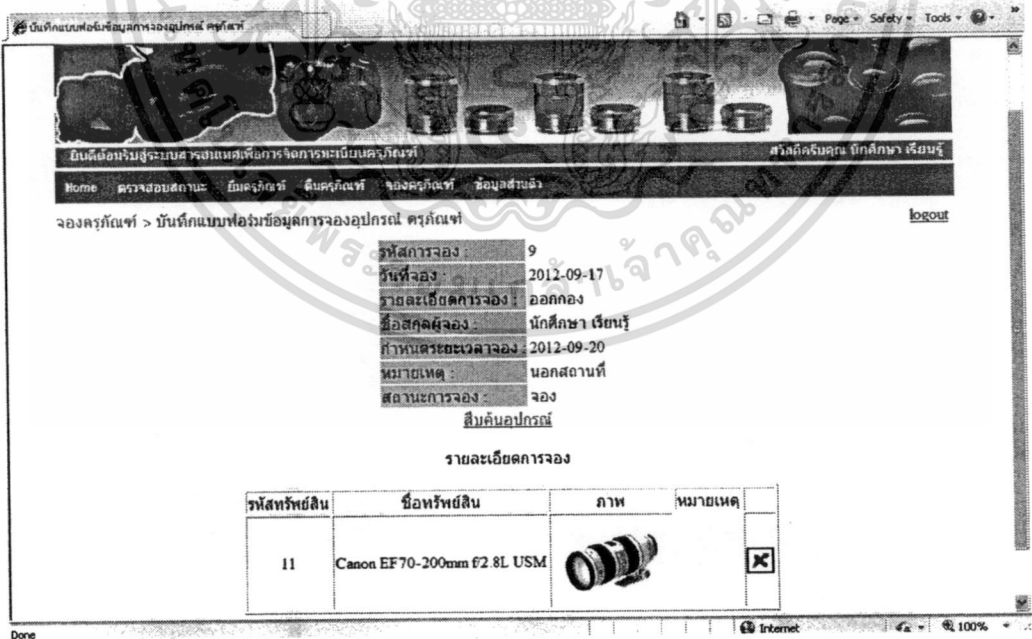 บันทึกแบบฟอร์มข้อมูลการจองอุปกรณ์ ครุภัณฑ์
Page Safety Tools
ยินดีต้อนรับสู่ระบบสารสนเทศเพื่อการจัดการทะเบียนครุภัณฑ์ สวัสดีครับคุณ นักศึกษา เรียนรู้
Home ตรวจสอบสถานะ ยืมครุภัณฑ์ คืนครุภัณฑ์ จองครุภัณฑ์ ข้อมูลส่วนตัว
จองครุภัณฑ์ > บันทึกแบบฟอร์มข้อมูลการจองอุปกรณ์ ครุภัณฑ์ logout
รหัสการจอง : 9
วันที่จอง : 2012-09-17
รายละเอียดการจอง : ออกกอง
ชื่อสกุลผู้จอง : นักศึกษา เรียนรู้
กำหนดระยะเวลาจอง : 2012-09-20
หมายเหตุ : นอกสถานที่
สถานะการจอง : จอง
สืบค้นอุปกรณ์
รายละเอียดการจอง
รหัสทรัพย์สิน ชื่อทรัพย์สิน ภาพ หมายเหตุ
11 Canon EF70-200mm f/2.8L USM
Done Internet 100%